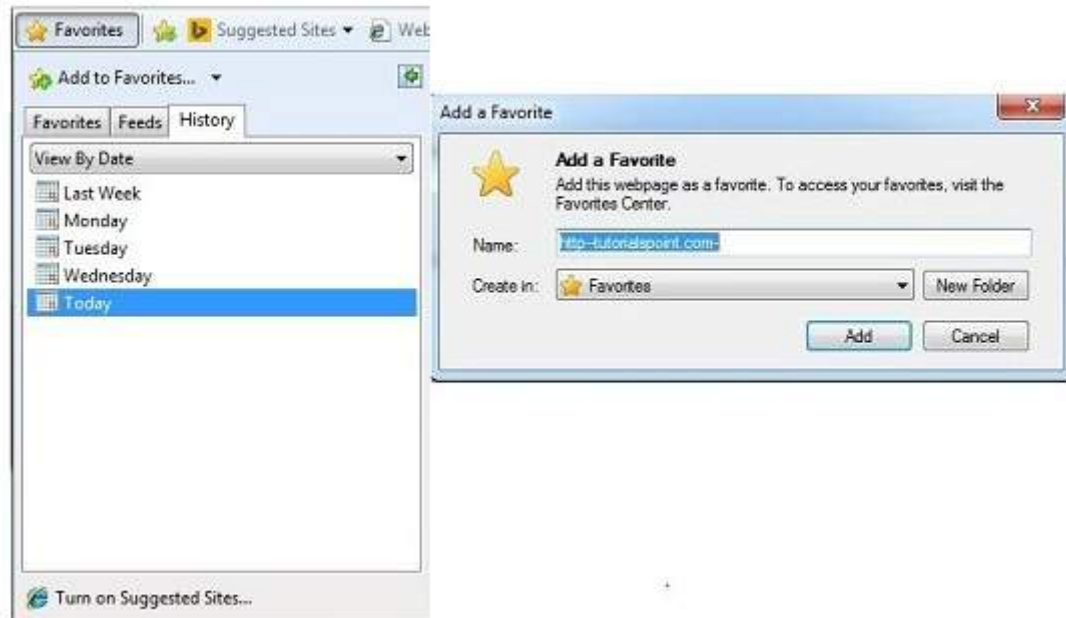 Favorites
Suggested Sites
Web
Add to Favorites...
Favorites Feeds History
View By Date
Last Week
Monday
Tuesday
Wednesday
Today
Turn on Suggested Sites...
Add a Favorite
Add a Favorite
Add this webpage as a favorite. To access your favorites, visit the
Favorites Center.
Name: http--tutorialspoint.com-
Create in: Favorites New Folder
Add Cancel